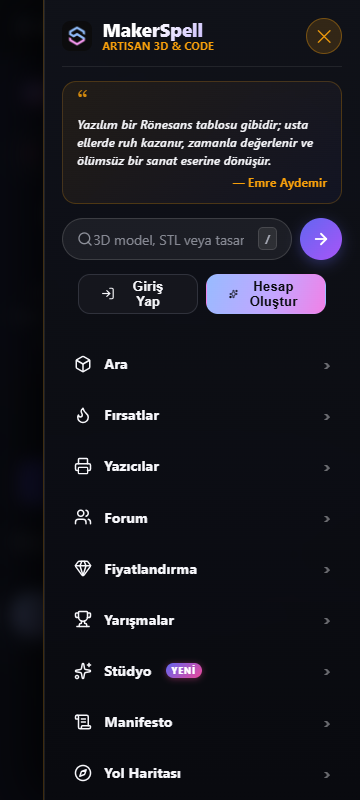 MakerSpell
ARTISAN 3D & CODE
“
Yazılım bir Rönesans tablosu gibidir; usta
ellerde ruh kazanır, zamanla değerlenir ve
ölümsüz bir sanat eserine dönüşür.
— Emre Aydemir
3D model, STL veya tasar
/
Giriş
Yap
Hesap
Oluştur
Ara
Fırsatlar
Yazıcılar
Forum
Fiyatlandırma
Yarışmalar
Stüdyo YENİ
Manifesto
Yol Haritası